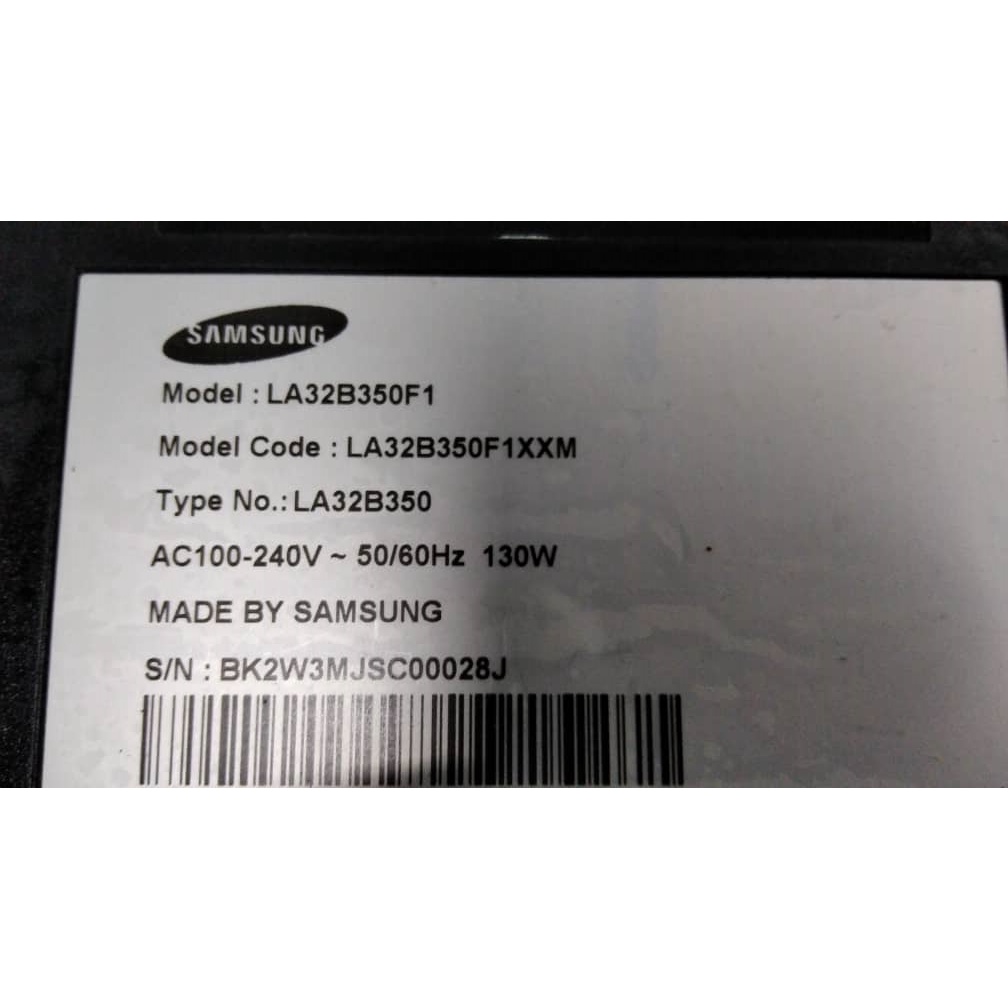 SAMSUNG
Model : LA32B350F1
Model Code : LA32B350F1XXM
Type No.: LA32B350
AC100-240V ~ 50/60Hz 130W
MADE BY SAMSUNG
S/N : BK2W3MJSC00028J